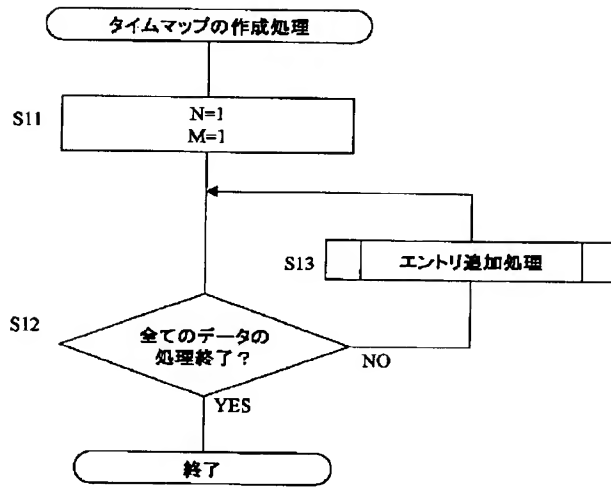 タイムマップの作成処理
S11
N=1
M=1
S13
エントリ追加処理
S12
全てのデータの
処理終了?
NO
YES
終了